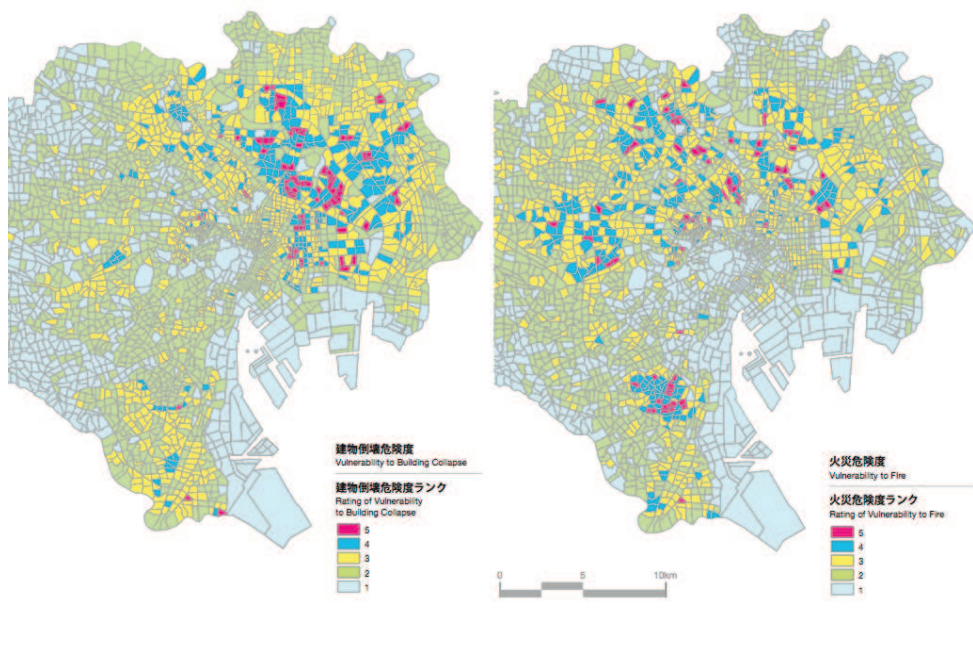 建物倒壊危険度
Vulnerability to Building Collapse
建物倒壊危険度ランク
Rating of Vulnerability
to Building Collapse
5
4
3
2
1
火災危険度
Vulnerability to Fire
火災危険度ランク
Rating of Vulnerability to Fire
5
4
3
2
1
0
5
10km